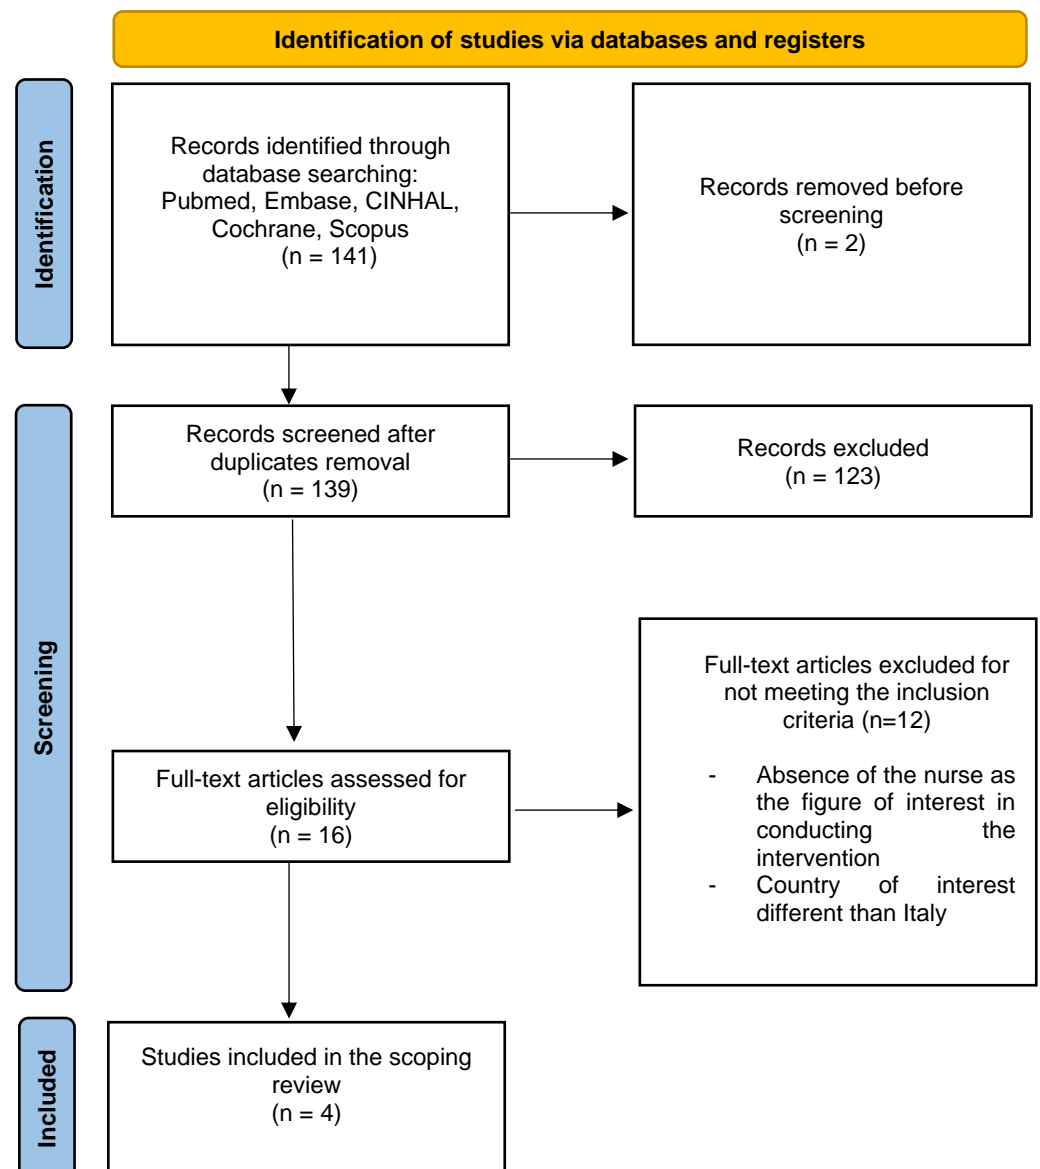 Identification of studies via databases and registers
Identification
Records identified through
database searching:
Pubmed, Embase, CINHAL,
Cochrane, Scopus
(n = 141)
Records removed before
screening
(n = 2)
Screening
Records screened after
duplicates removal
(n = 139)
Records excluded
(n = 123)
Full-text articles assessed for
eligibility
(n = 16)
Full-text articles excluded for
not meeting the inclusion
criteria (n=12)
- Absence of the nurse as
the figure of interest in
conducting the
intervention
- Country of interest
different than Italy
Included
Studies included in the scoping
review
(n = 4)